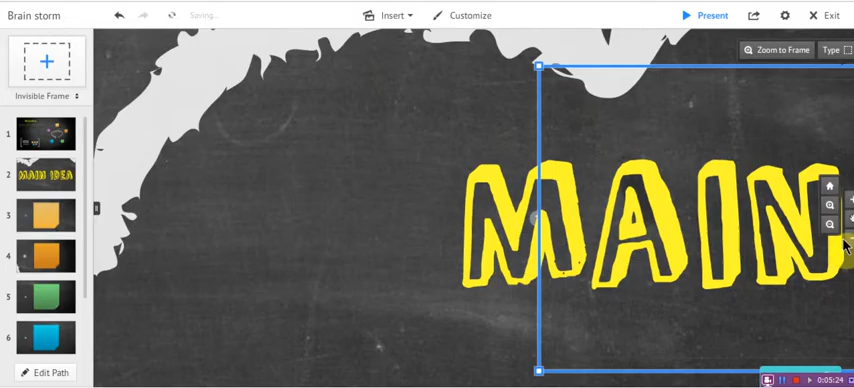 Brain storm
Saving...
Insert
Customize
Present
Exit
Zoom to Frame
Type
Invisible Frame
1
2
MAIN IDEA
3
4
5
6
Edit Path
MAIN
0:05:24